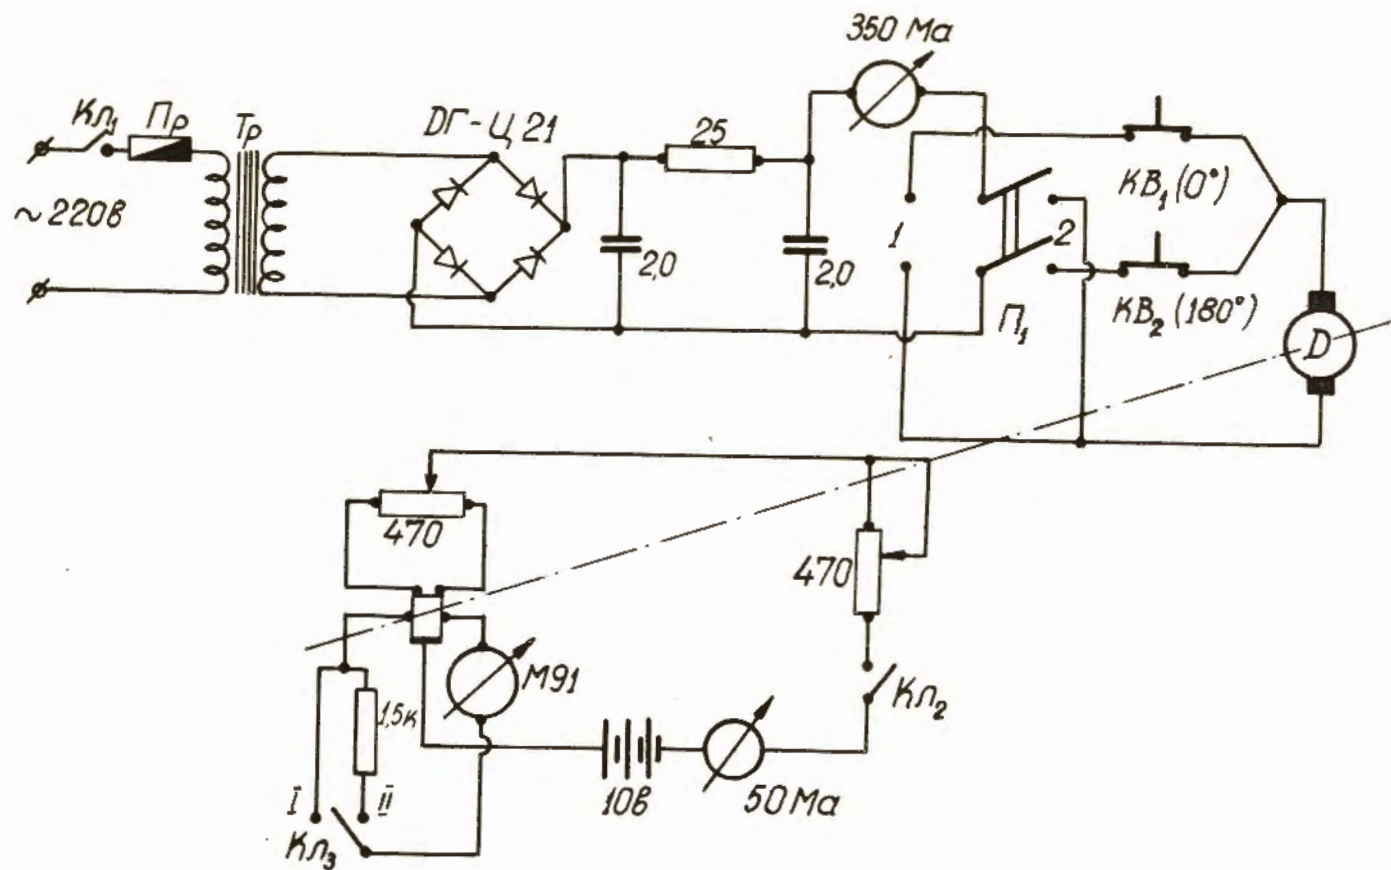 350 Ма
Кл₁
Пр
Тр
ДГ-Ц 21
25
~ 220в
КВ₁ (0°)
1
2
2,0
2,0
П₁
КВ₂ (180°)
D
470
470
М91
1,5к
Кл₂
I
II
Кл₃
10в
50 Ма